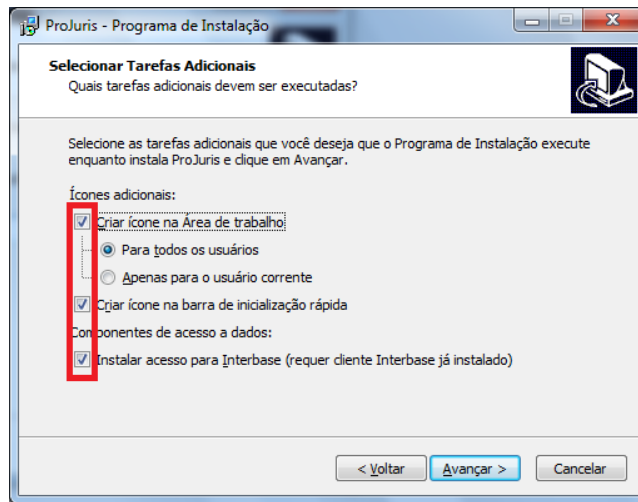 ProJuris - Programa de Instalação
Selecionar Tarefas Adicionais
Quais tarefas adicionais devem ser executadas?
Selecione as tarefas adicionais que você deseja que o Programa de Instalação execute
enquanto instala ProJuris e clique em Avançar.
Ícones adicionais:
Criar ícone na Área de trabalho
Para todos os usuários
Apenas para o usuário corrente
Criar ícone na barra de inicialização rápida
Componentes de acesso a dados:
Instalar acesso para Interbase (requer cliente Interbase já instalado)
< Voltar Avançar > Cancelar